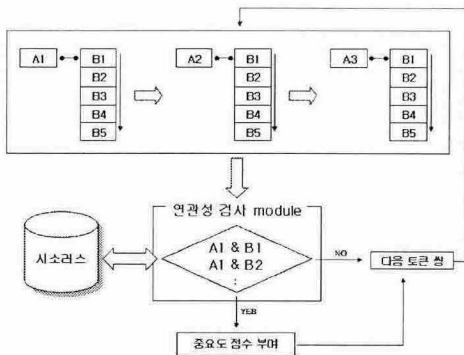 A1 B1 A2 B1 A3 B1
B2 B2 B2
B3 B3 B3
B4 B4 B4
B5 B5 B5
연관성 검사 module
시소러스
A1 & B1
A1 & B2
:
NO
다음 토큰 쌍
YEB
중요도 점수 부여